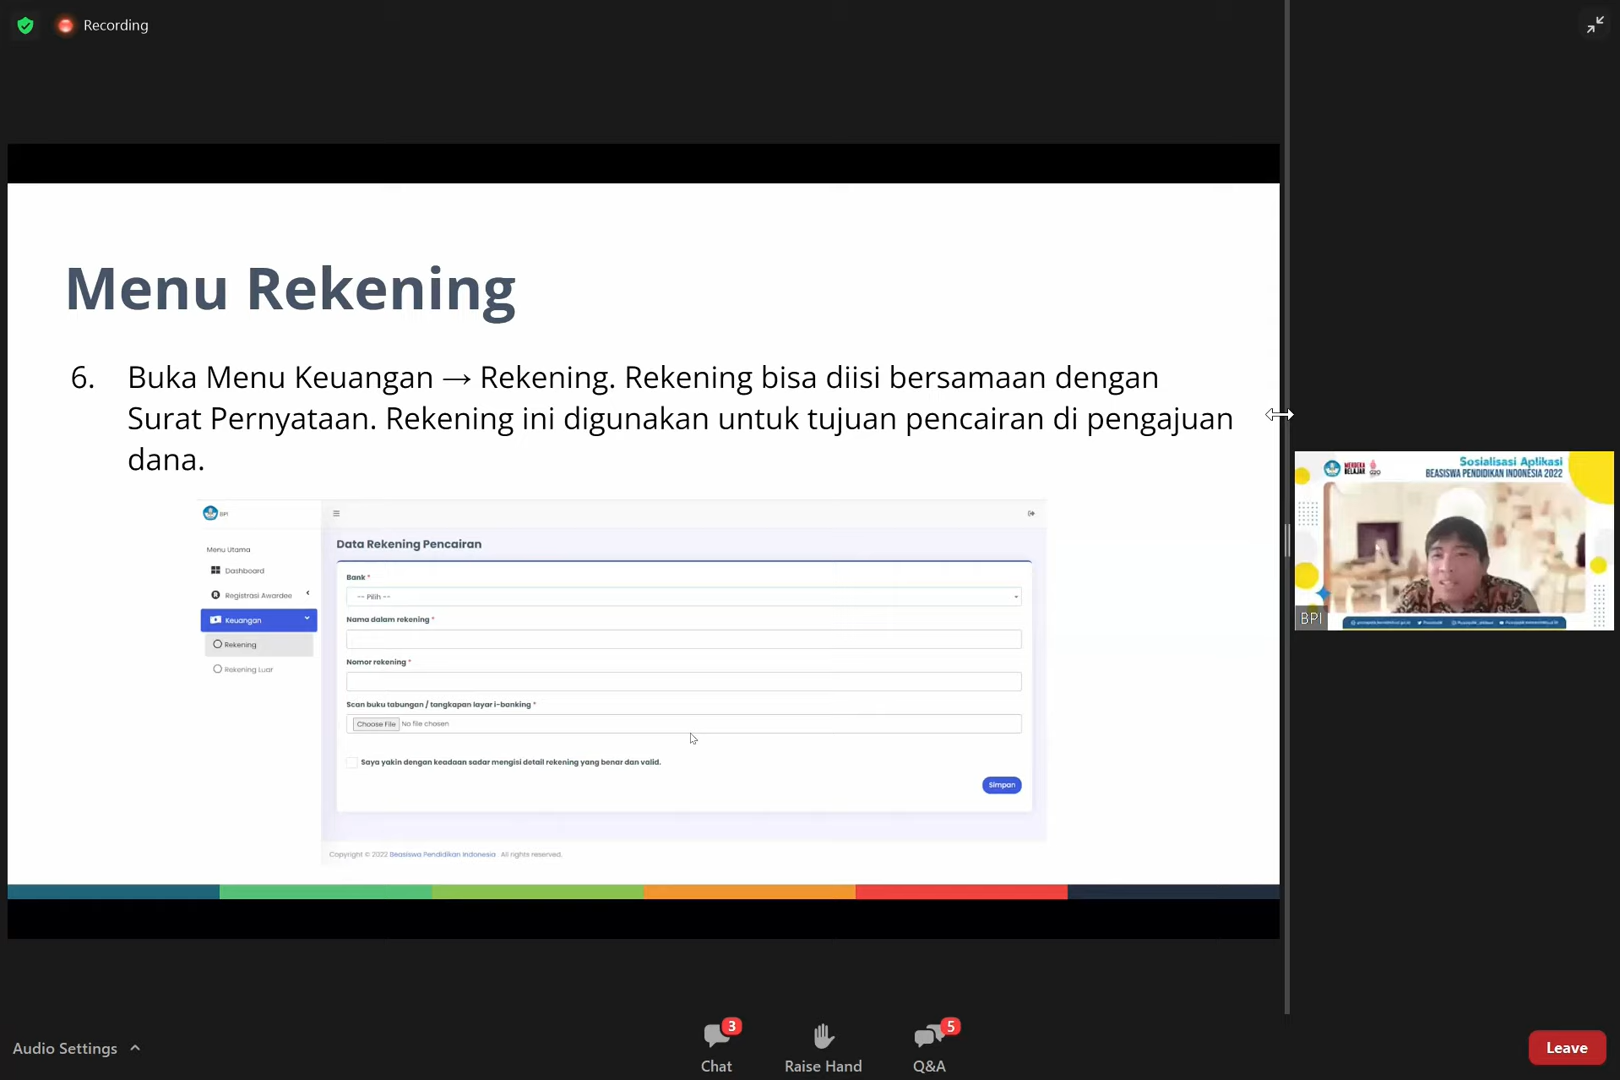 Recording
Menu Rekening
6. Buka Menu Keuangan → Rekening. Rekening bisa diisi bersamaan dengan
Surat Pernyataan. Rekening ini digunakan untuk tujuan pencairan di pengajuan
dana.
BPI
Menu Utama
Dashboard
Registrasi Awardee
Keuangan
Rekening
Rekening Luar
Data Rekening Pencairan
Bank *
-- Pilih --
Nama dalam rekening *
Nomor rekening *
Scan buku tabungan / tangkapan layar i-banking *
Choose File No file chosen
Saya yakin dengan keadaan sadar mengisi detail rekening yang benar dan valid.
Simpan
Copyright © 2022 Beasiswa Pendidikan Indonesia . All rights reserved.
MERDEKA
BELAJAR
G20
Sosialisasi Aplikasi
BEASISWA PENDIDIKAN INDONESIA 2022
BPI
Audio Settings
3
Chat
Raise Hand
5
Q&A
Leave